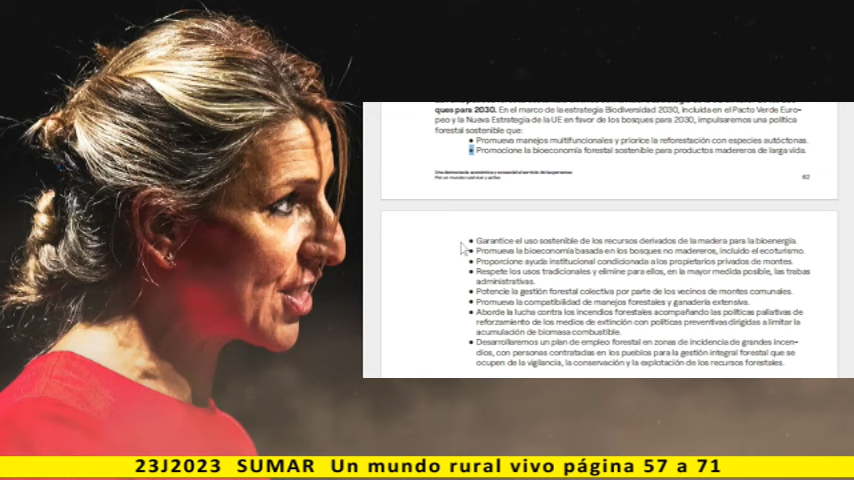 ques para 2030. En el marco de la estrategia Biodiversidad 2030, incluida en el Pacto Verde Euro-
peo y la Nueva Estrategia de la UE en favor de los bosques para 2030, impulsaremos una política
forestal sostenible que:
• Promueva manejos multifuncionales y priorice la reforestación con especies autóctonas.
• Promocione la bioeconomía forestal sostenible para productos madereros de larga vida.
Una democracia económica y
Por un mundo rural vivo y activo
62
• Garantice el uso sostenible de los recursos derivados de la madera para la bioenergía.
• Promueva la bioeconomía basada en los bosques no madereros, incluido el ecoturismo.
• Proporcione ayuda institucional condicionada a los propietarios privados de montes.
• Respete los usos tradicionales y elimine para ellos, en la mayor medida posible, las trabas
administrativas.
• Potencie la gestión forestal colectiva por parte de los vecinos de montes comunales.
• Promueva la compatibilidad de manejos forestales y ganadería extensiva.
• Aborde la lucha contra los incendios forestales acompañando las políticas paliativas de
reforzamiento de los medios de extinción con políticas preventivas dirigidas a limitar la
acumulación de biomasa combustible.
• Desarrollaremos un plan de empleo forestal en zonas de incidencia de grandes incen-
dios, con personas contratadas en los pueblos para la gestión integral forestal que se
ocupen de la vigilancia, la conservación y la explotación de los recursos forestales.
23J2023 SUMAR Un mundo rural vivo página 57 a 71